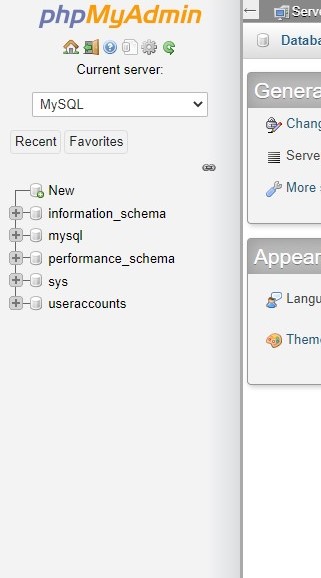 phpMyAdmin
Current server:
MySQL
Recent Favorites
New
information_schema
mysql
performance_schema
sys
useraccounts
Serv
Databa
Genera
Chang
Serve
More s
Appear
Langu
Theme